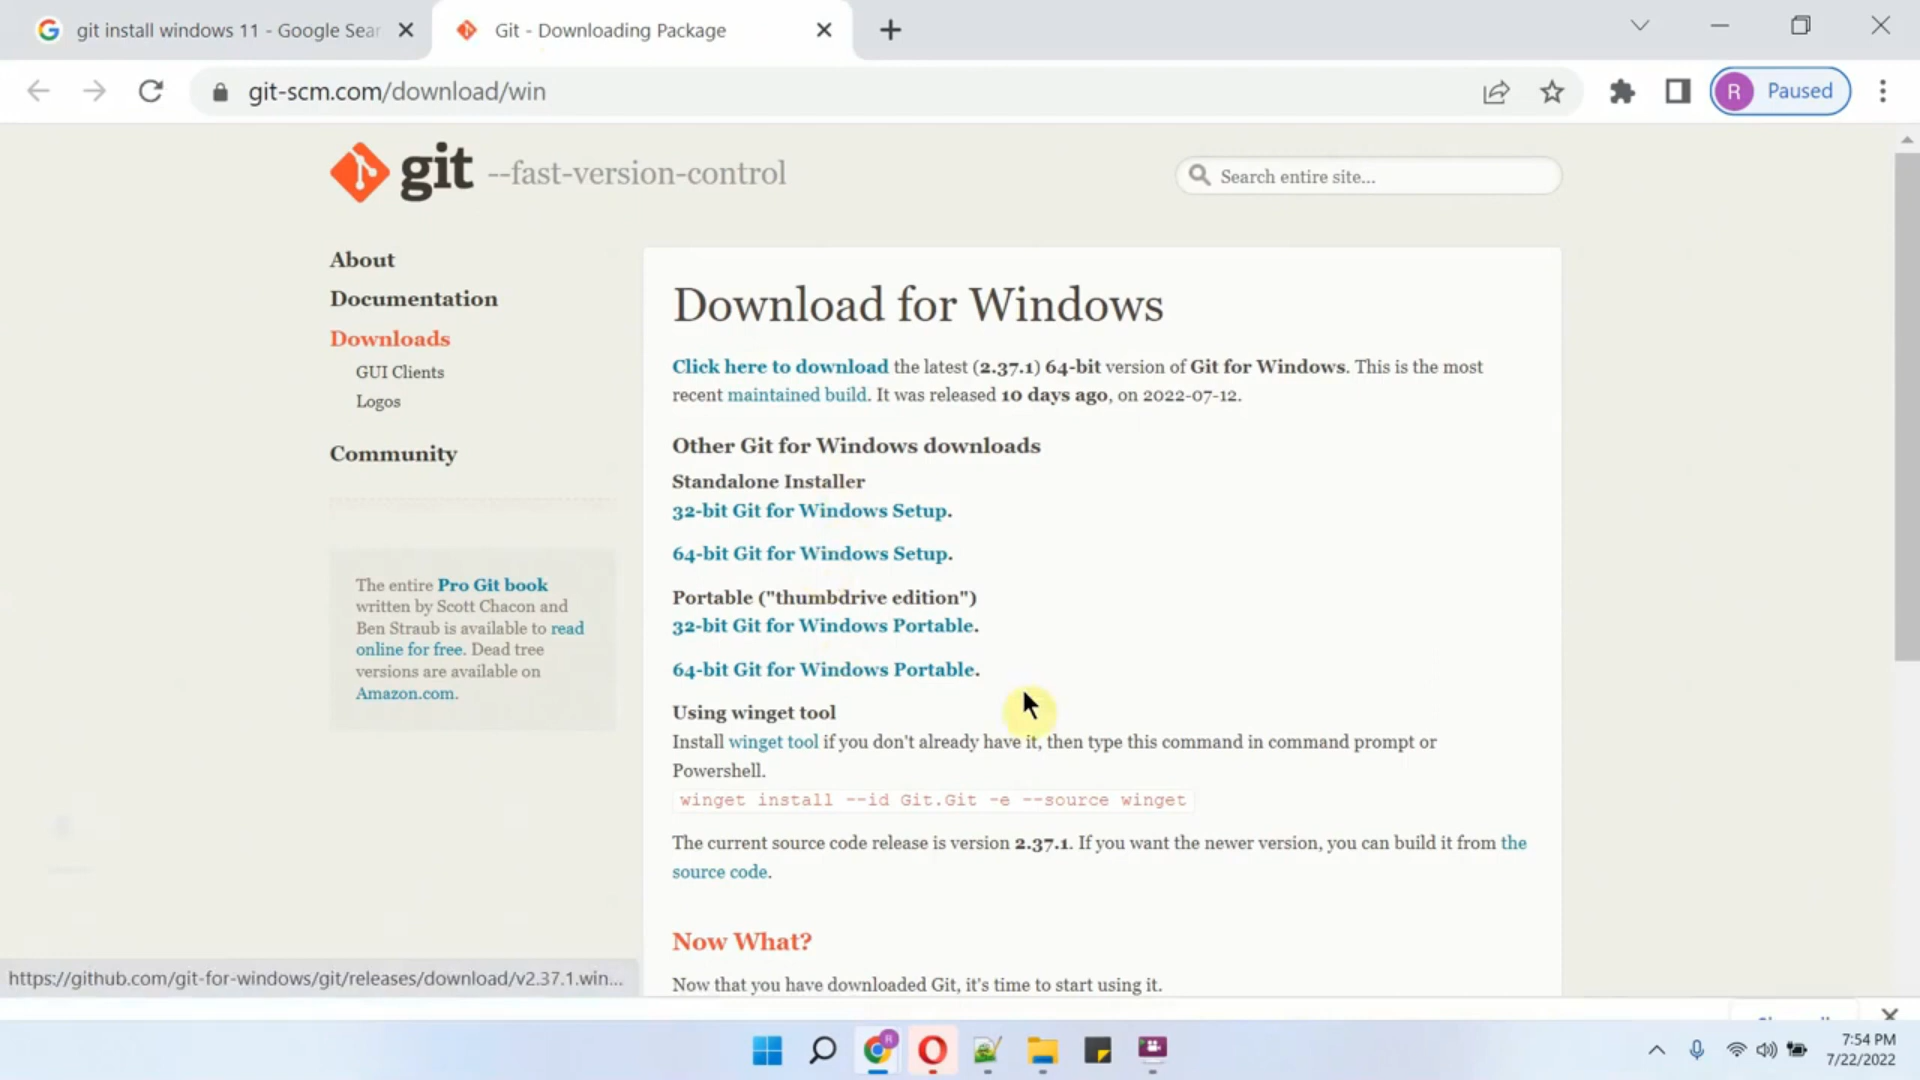 git install windows 11 - Google Sear
Git - Downloading Package
git-scm.com/download/win
R Paused
git --fast-version-control
Search entire site...
About
Documentation
Downloads
GUI Clients
Logos
Community
The entire Pro Git book
written by Scott Chacon and
Ben Straub is available to read
online for free. Dead tree
versions are available on
Amazon.com.
Download for Windows
Click here to download the latest (2.37.1) 64-bit version of Git for Windows. This is the most
recent maintained build. It was released 10 days ago, on 2022-07-12.
Other Git for Windows downloads
Standalone Installer
32-bit Git for Windows Setup.
64-bit Git for Windows Setup.
Portable ("thumbdrive edition")
32-bit Git for Windows Portable.
64-bit Git for Windows Portable.
Using winget tool
Install winget tool if you don't already have it, then type this command in command prompt or
Powershell.
winget install --id Git.Git -e --source winget
The current source code release is version 2.37.1. If you want the newer version, you can build it from the
source code.
Now What?
Now that you have downloaded Git, it's time to start using it.
https://github.com/git-for-windows/git/releases/download/v2.37.1.win...
7:54 PM
7/22/2022